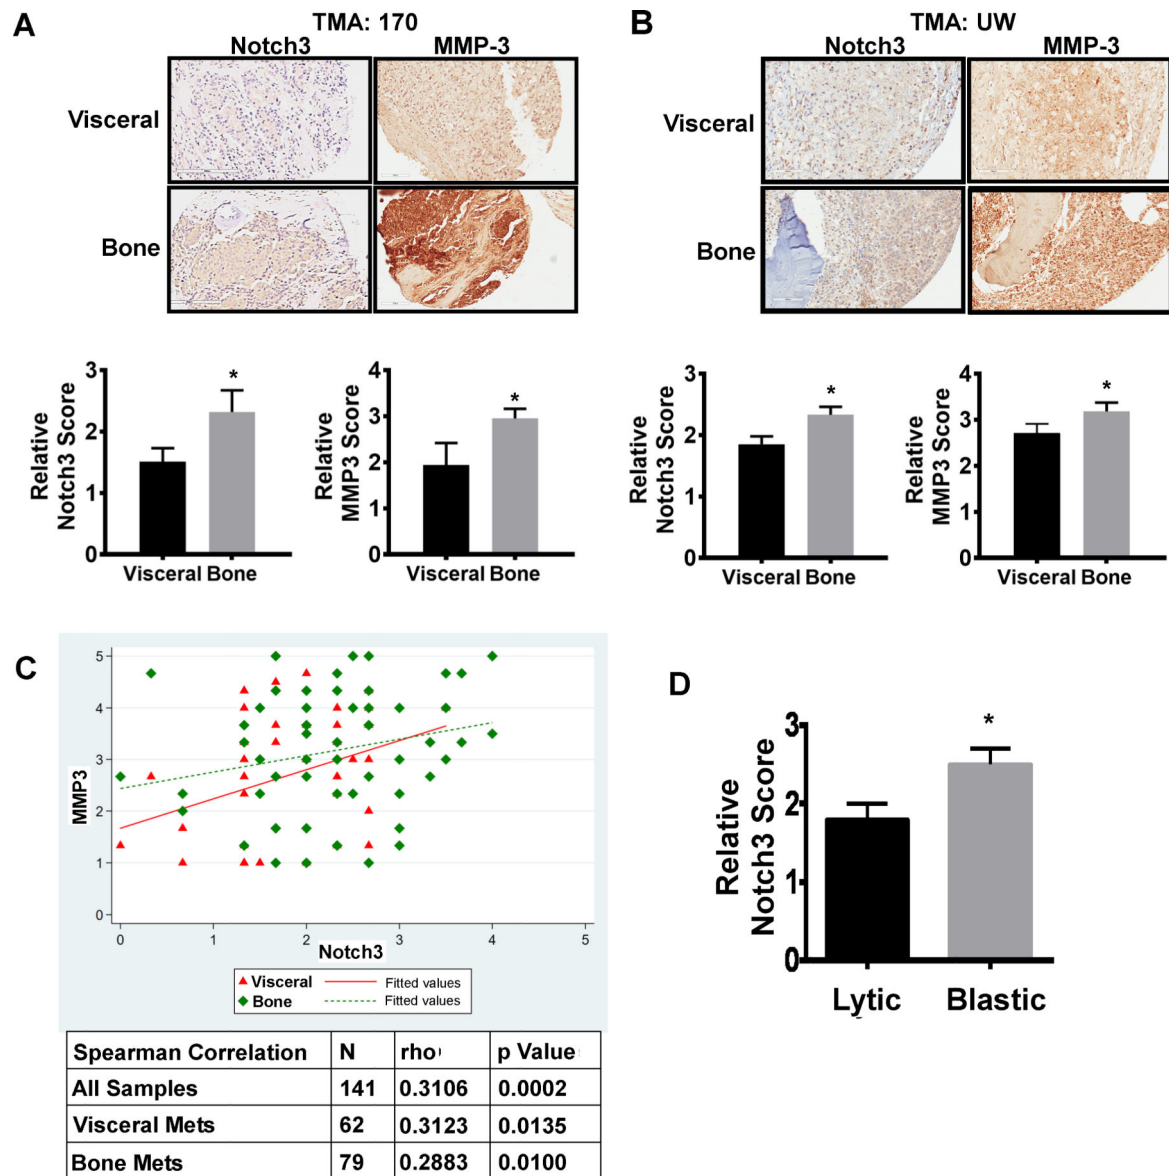 A
TMA: 170
Notch3 MMP-3
Visceral
Bone
B
TMA: UW
Notch3 MMP-3
Visceral
Bone
Relative
Notch3 Score
3
2
1
0
Visceral Bone
*
Relative
MMP3 Score
4
3
2
1
0
Visceral Bone
*
Relative
Notch3 Score
3
2
1
0
Visceral Bone
*
Relative
MMP3 Score
4
3
2
1
0
Visceral Bone
*
C
MMP3
5
4
3
2
1
0
0 1 2 3 4 5
Notch3
Visceral Fitted values
Bone Fitted values
Spearman Correlation N rho p Value
All Samples 141 0.3106 0.0002
Visceral Mets 62 0.3123 0.0135
Bone Mets 79 0.2883 0.0100
D
Relative
Notch3 Score
3
2
1
0
*
Lytic Blastic